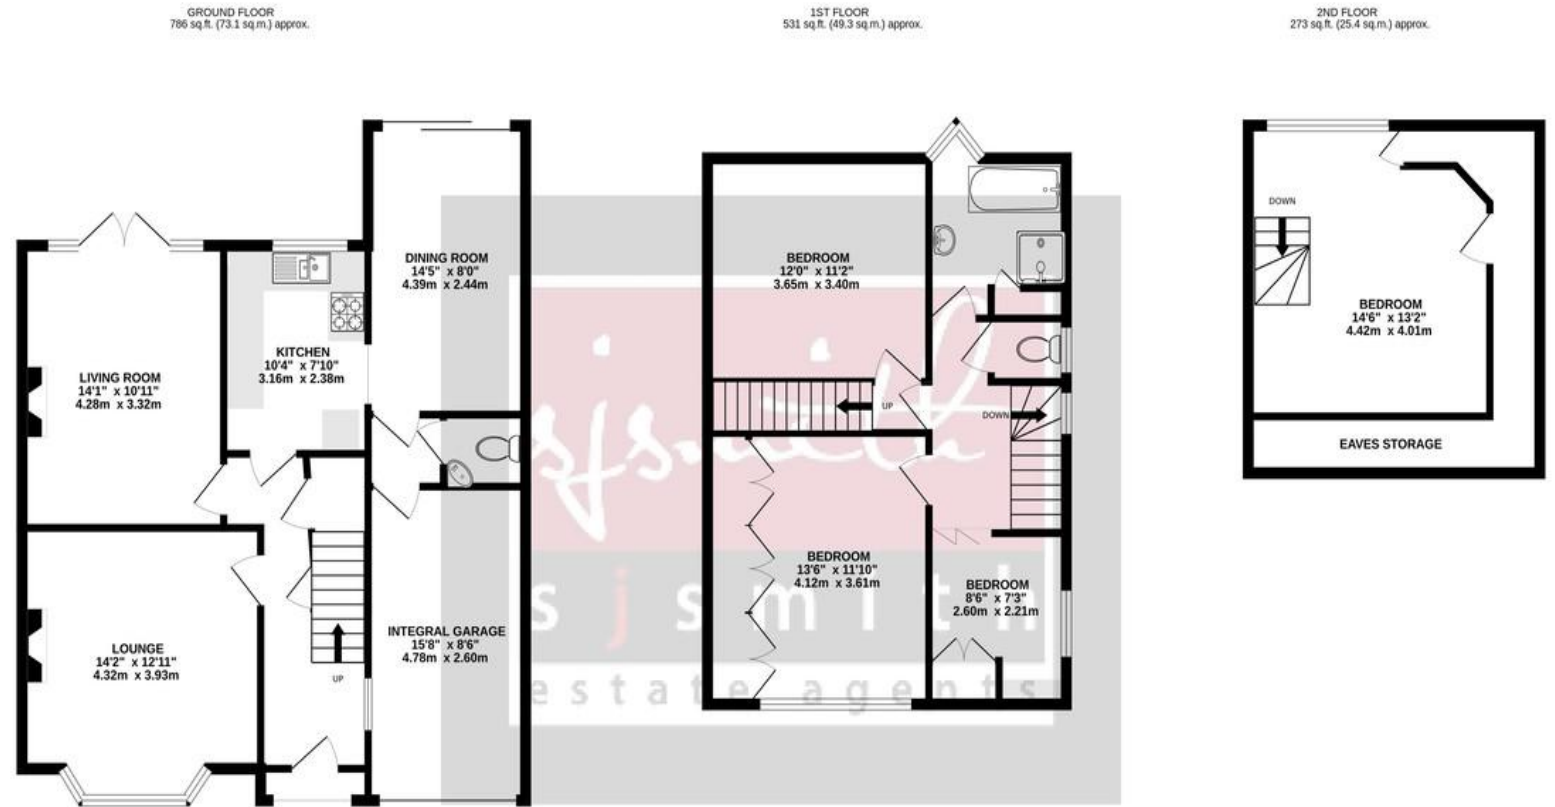 GROUND FLOOR
786 sq.ft. (73.1 sq.m.) approx.
1ST FLOOR
531 sq.ft. (49.3 sq.m.) approx.
2ND FLOOR
273 sq.ft. (25.4 sq.m.) approx.
DINING ROOM
14'5" x 8'0"
4.39m x 2.44m
KITCHEN
10'4" x 7'10"
3.16m x 2.38m
LIVING ROOM
14'1" x 10'11"
4.28m x 3.32m
LOUNGE
14'2" x 12'11"
4.32m x 3.93m
UP
INTEGRAL GARAGE
15'8" x 8'6"
4.78m x 2.60m
BEDROOM
12'0" x 11'2"
3.65m x 3.40m
UP
DOWN
BEDROOM
13'6" x 11'10"
4.12m x 3.61m
BEDROOM
8'6" x 7'3"
2.60m x 2.21m
DOWN
BEDROOM
14'6" x 13'2"
4.42m x 4.01m
EAVES STORAGE
sjsmith
sjsmith
estate agents